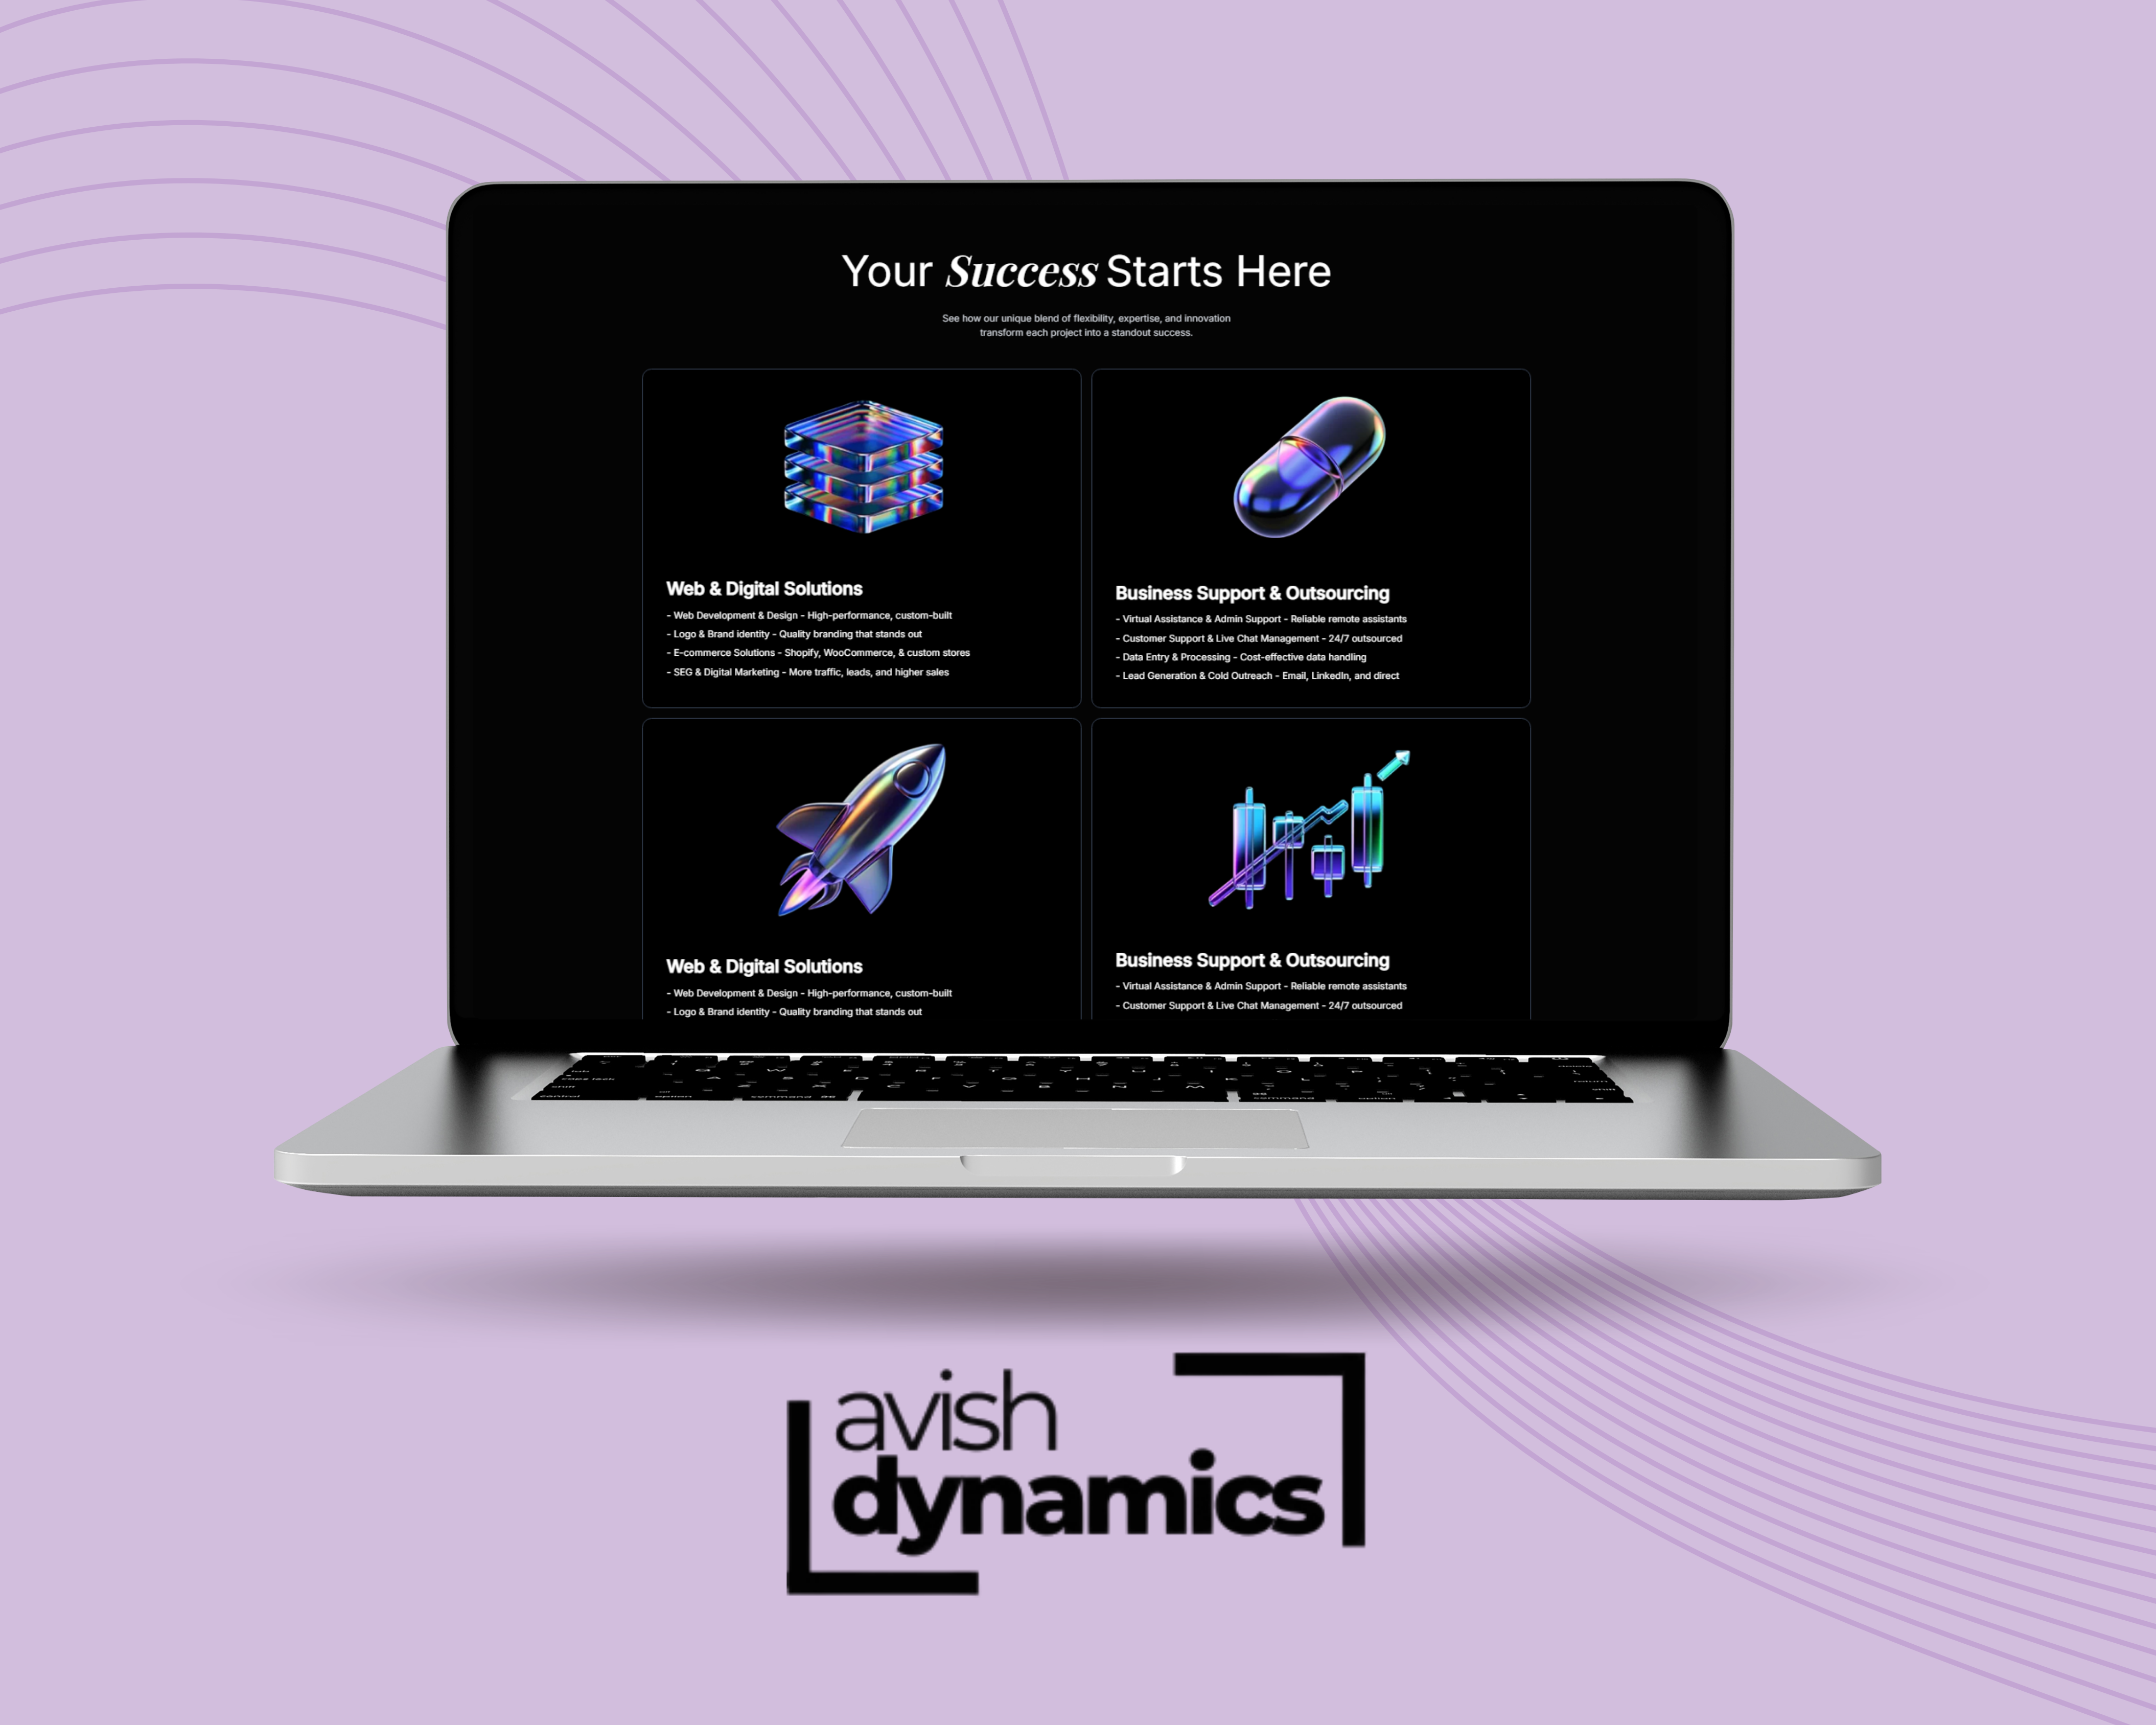 Your Success Starts Here
See how our unique blend of flexibility, expertise, and innovation
transform each project into a standout success.
Web & Digital Solutions
- Web Development & Design - High-performance, custom-built
- Logo & Brand identity - Quality branding that stands out
- E-commerce Solutions - Shopify, WooCommerce, & custom stores
- SEG & Digital Marketing - More traffic, leads, and higher sales
Business Support & Outsourcing
- Virtual Assistance & Admin Support - Reliable remote assistants
- Customer Support & Live Chat Management - 24/7 outsourced
- Data Entry & Processing - Cost-effective data handling
- Lead Generation & Cold Outreach - Email, LinkedIn, and direct
Web & Digital Solutions
- Web Development & Design - High-performance, custom-built
- Logo & Brand identity - Quality branding that stands out
Business Support & Outsourcing
- Virtual Assistance & Admin Support - Reliable remote assistants
- Customer Support & Live Chat Management - 24/7 outsourced
avish
dynamics